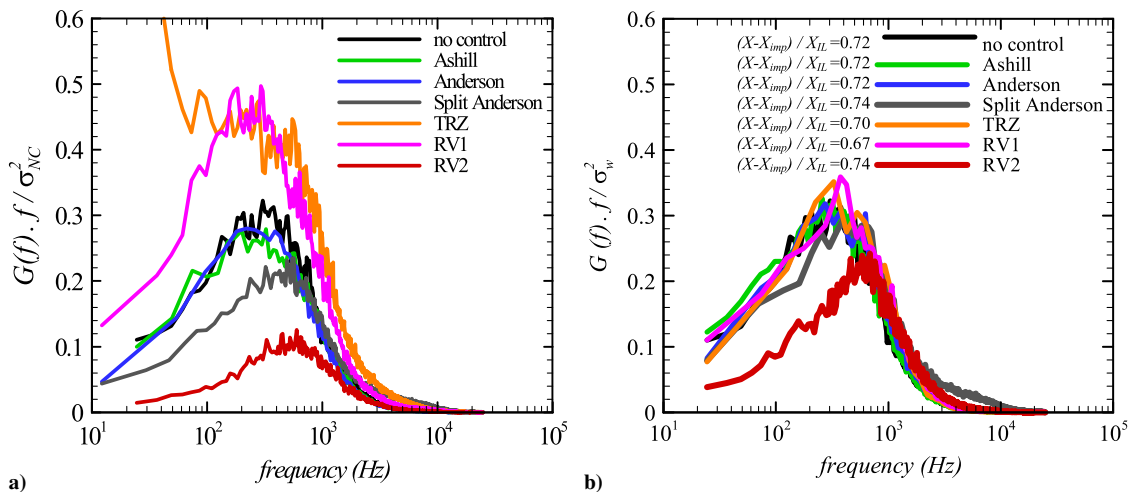 0.6
0.5
0.4
0.3
0.2
0.1
0
G(f). f / σ²NC
no control
Ashill
Anderson
Split Anderson
TRZ
RV1
RV2
10¹ 10² 10³ 10⁴ 10⁵
frequency (Hz)
a)
0.6
0.5
0.4
0.3
0.2
0.1
0
G (f). f / σ²w
(X-Ximp) / XIL=0.72 no control
(X-Ximp) / XIL=0.72 Ashill
(X-Ximp) / XIL=0.72 Anderson
(X-Ximp) / XIL=0.74 Split Anderson
(X-Ximp) / XIL=0.70 TRZ
(X-Ximp) / XIL=0.67 RV1
(X-Ximp) / XIL=0.74 RV2
10¹ 10² 10³ 10⁴ 10⁵
frequency (Hz)
b)